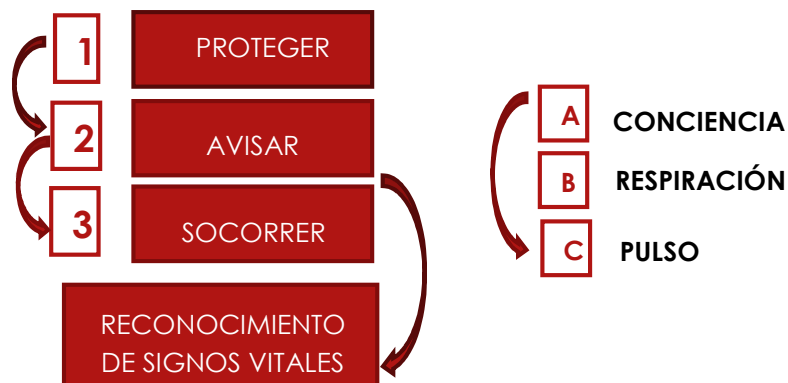 1 PROTEGER
2 AVISAR
3 SOCORRER
RECONOCIMIENTO
DE SIGNOS VITALES
A CONCIENCIA
B RESPIRACIÓN
C PULSO